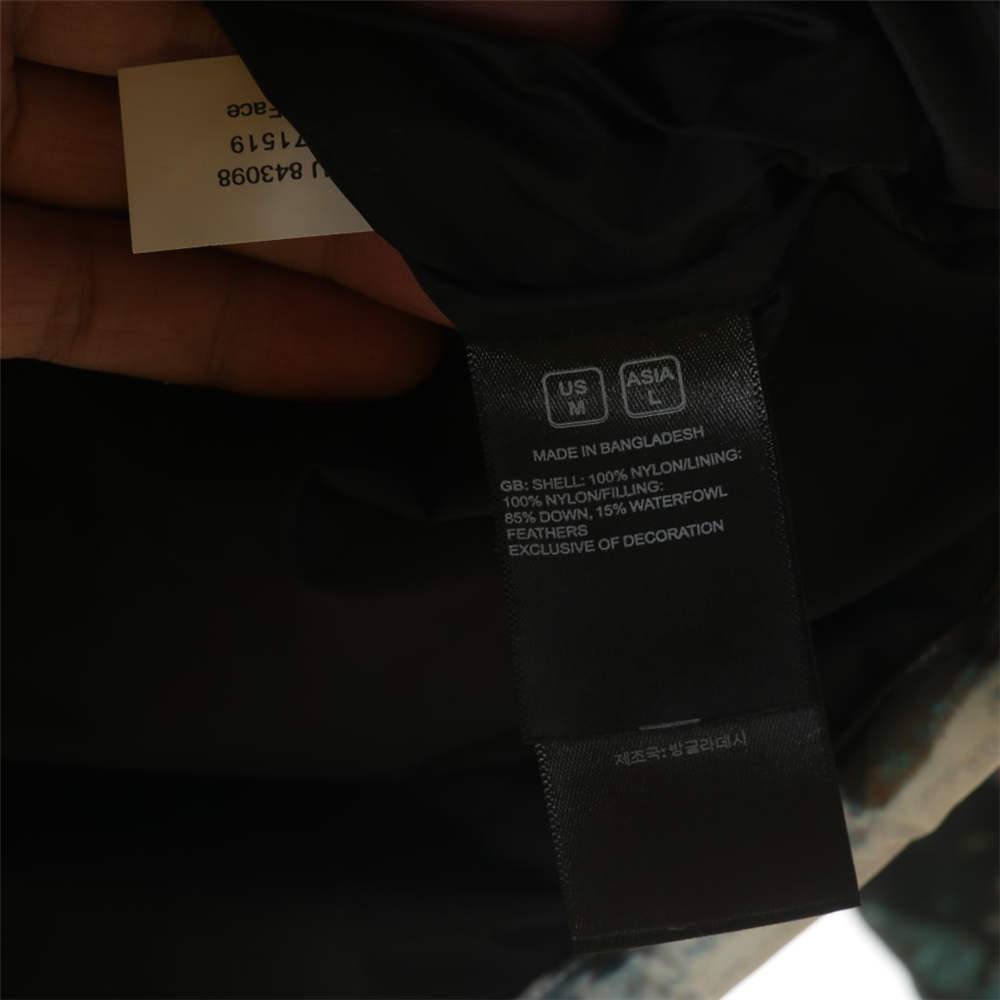 Face
71519
U 843098
US
M
ASIA
L
MADE IN BANGLADESH
GB: SHELL: 100% NYLON/LINING:
100% NYLON/FILLING:
85% DOWN, 15% WATERFOWL
FEATHERS
EXCLUSIVE OF DECORATION
제조국: 방글라데시